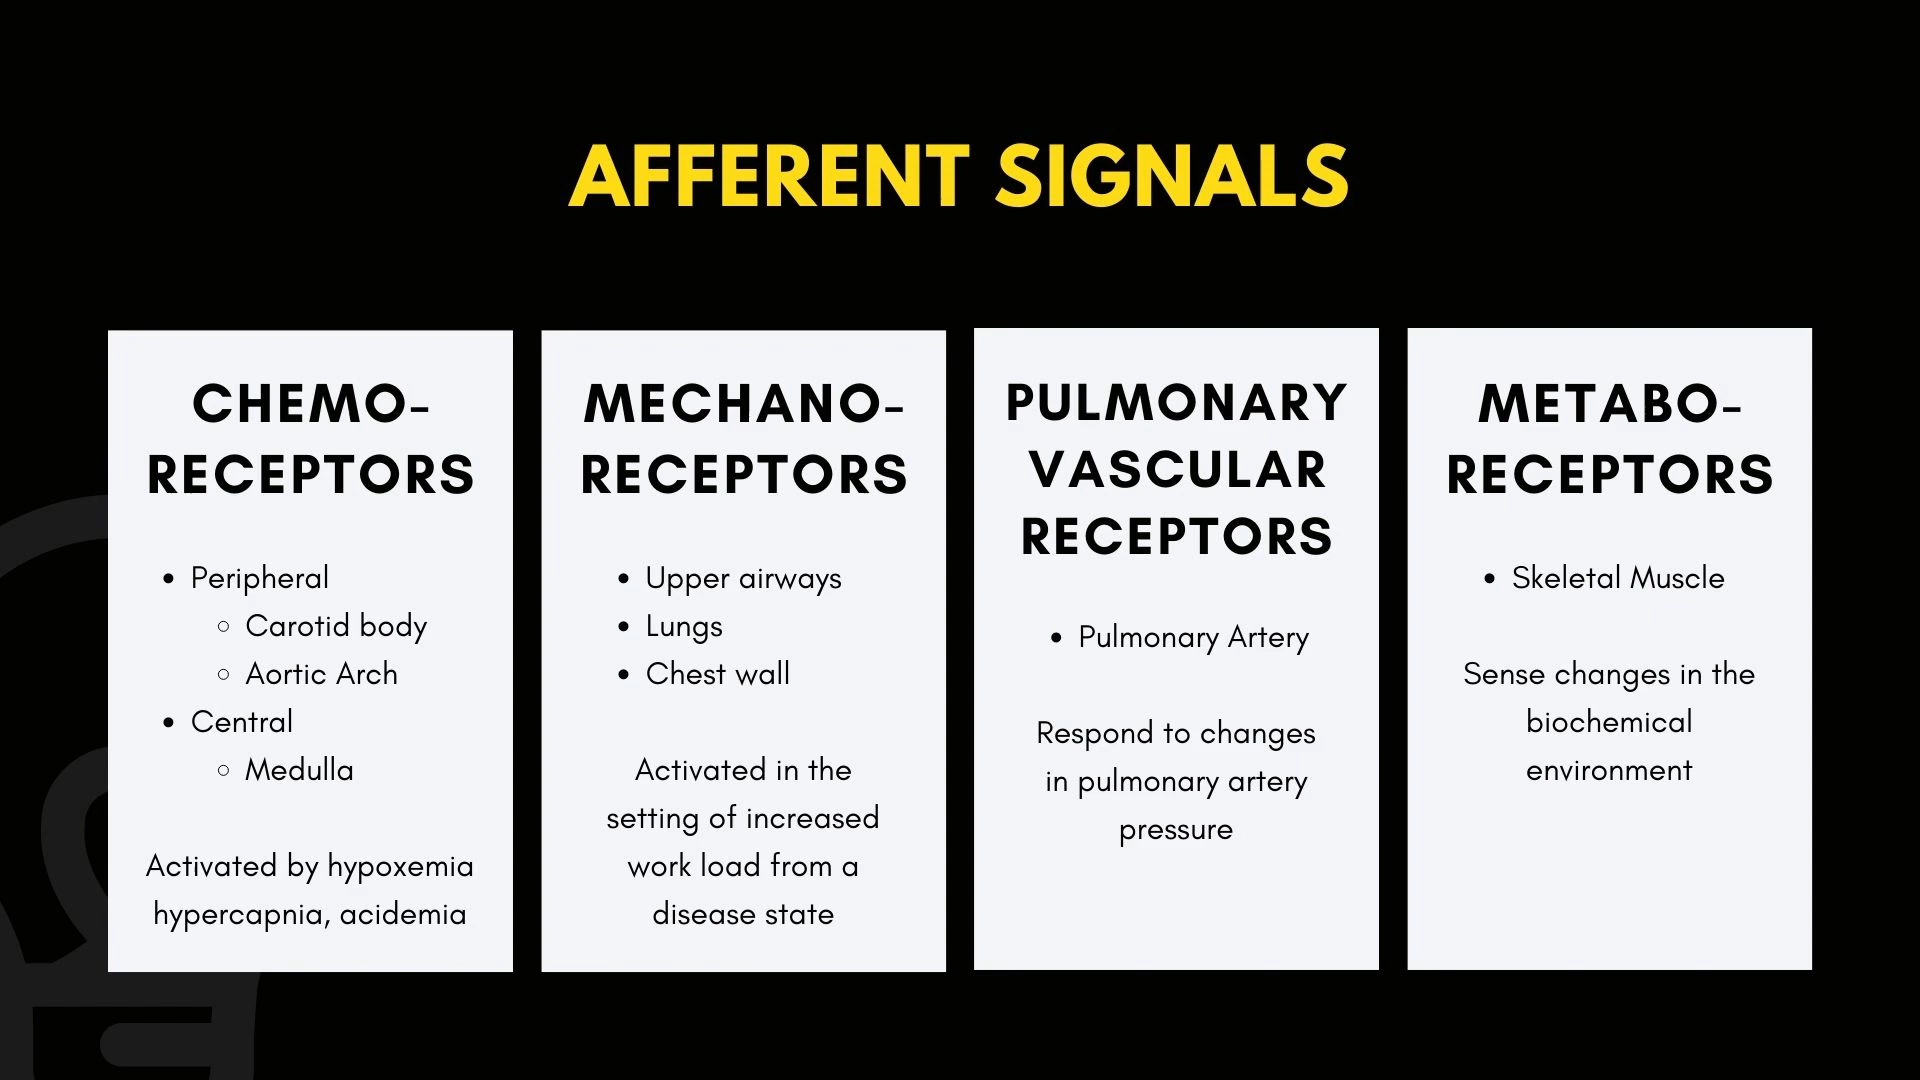 AFFERENT SIGNALS
CHEMO-
RECEPTORS
• Peripheral
○ Carotid body
○ Aortic Arch
• Central
○ Medulla
Activated by hypoxemia
hypercapnia, acidemia
MECHANO-
RECEPTORS
• Upper airways
• Lungs
• Chest wall
Activated in the
setting of increased
work load from a
disease state
PULMONARY
VASCULAR
RECEPTORS
• Pulmonary Artery
Respond to changes
in pulmonary artery
pressure
METABO-
RECEPTORS
• Skeletal Muscle
Sense changes in the
biochemical
environment